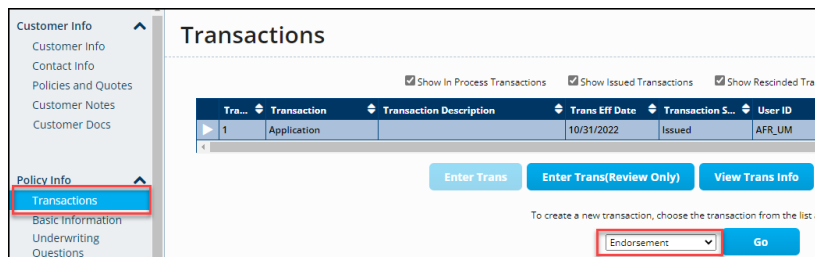 Customer Info
Customer Info
Contact Info
Policies and Quotes
Customer Notes
Customer Docs
Policy Info
Transactions
Basic Information
Underwriting
Questions
Transactions
Show In Process Transactions Show Issued Transactions Show Rescinded Tra
Tra... Transaction Transaction Description Trans Eff Date Transaction S... User ID
1 Application 10/31/2022 Issued AFR_UM
Enter Trans Enter Trans(Review Only) View Trans Info
To create a new transaction, choose the transaction from the list
Endorsement Go